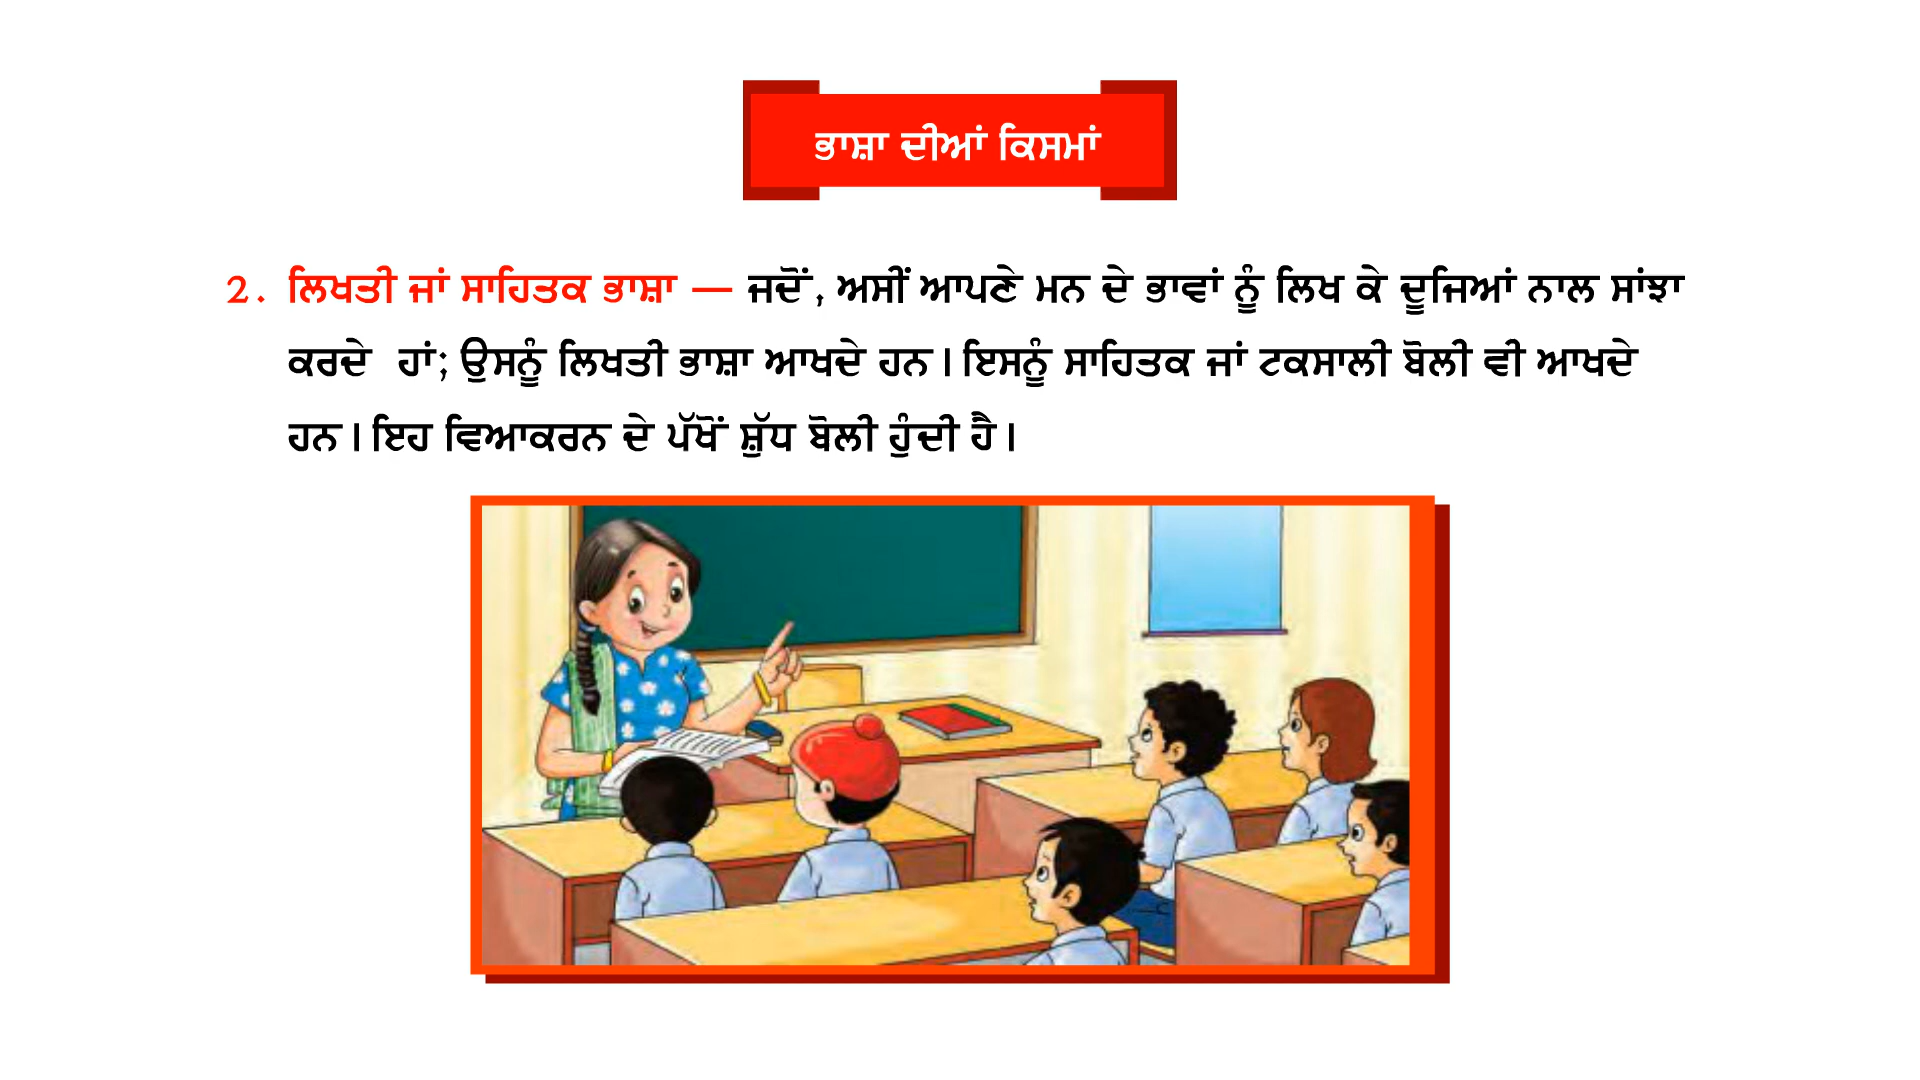 ਭਾਸ਼ਾ ਦੀਆਂ ਕਿਸਮਾਂ
2. ਲਿਖਤੀ ਜਾਂ ਸਾਹਿਤਕ ਭਾਸ਼ਾ — ਜਦੋਂ, ਅਸੀਂ ਆਪਣੇ ਮਨ ਦੇ ਭਾਵਾਂ ਨੂੰ ਲਿਖ ਕੇ ਦੂਜਿਆਂ ਨਾਲ ਸਾਂਝਾ
ਕਰਦੇ ਹਾਂ; ਉਸਨੂੰ ਲਿਖਤੀ ਭਾਸ਼ਾ ਆਖਦੇ ਹਨ। ਇਸਨੂੰ ਸਾਹਿਤਕ ਜਾਂ ਟਕਸਾਲੀ ਬੋਲੀ ਵੀ ਆਖਦੇ
ਹਨ। ਇਹ ਵਿਆਕਰਨ ਦੇ ਪੱਖੋਂ ਸ਼ੁੱਧ ਬੋਲੀ ਹੁੰਦੀ ਹੈ।